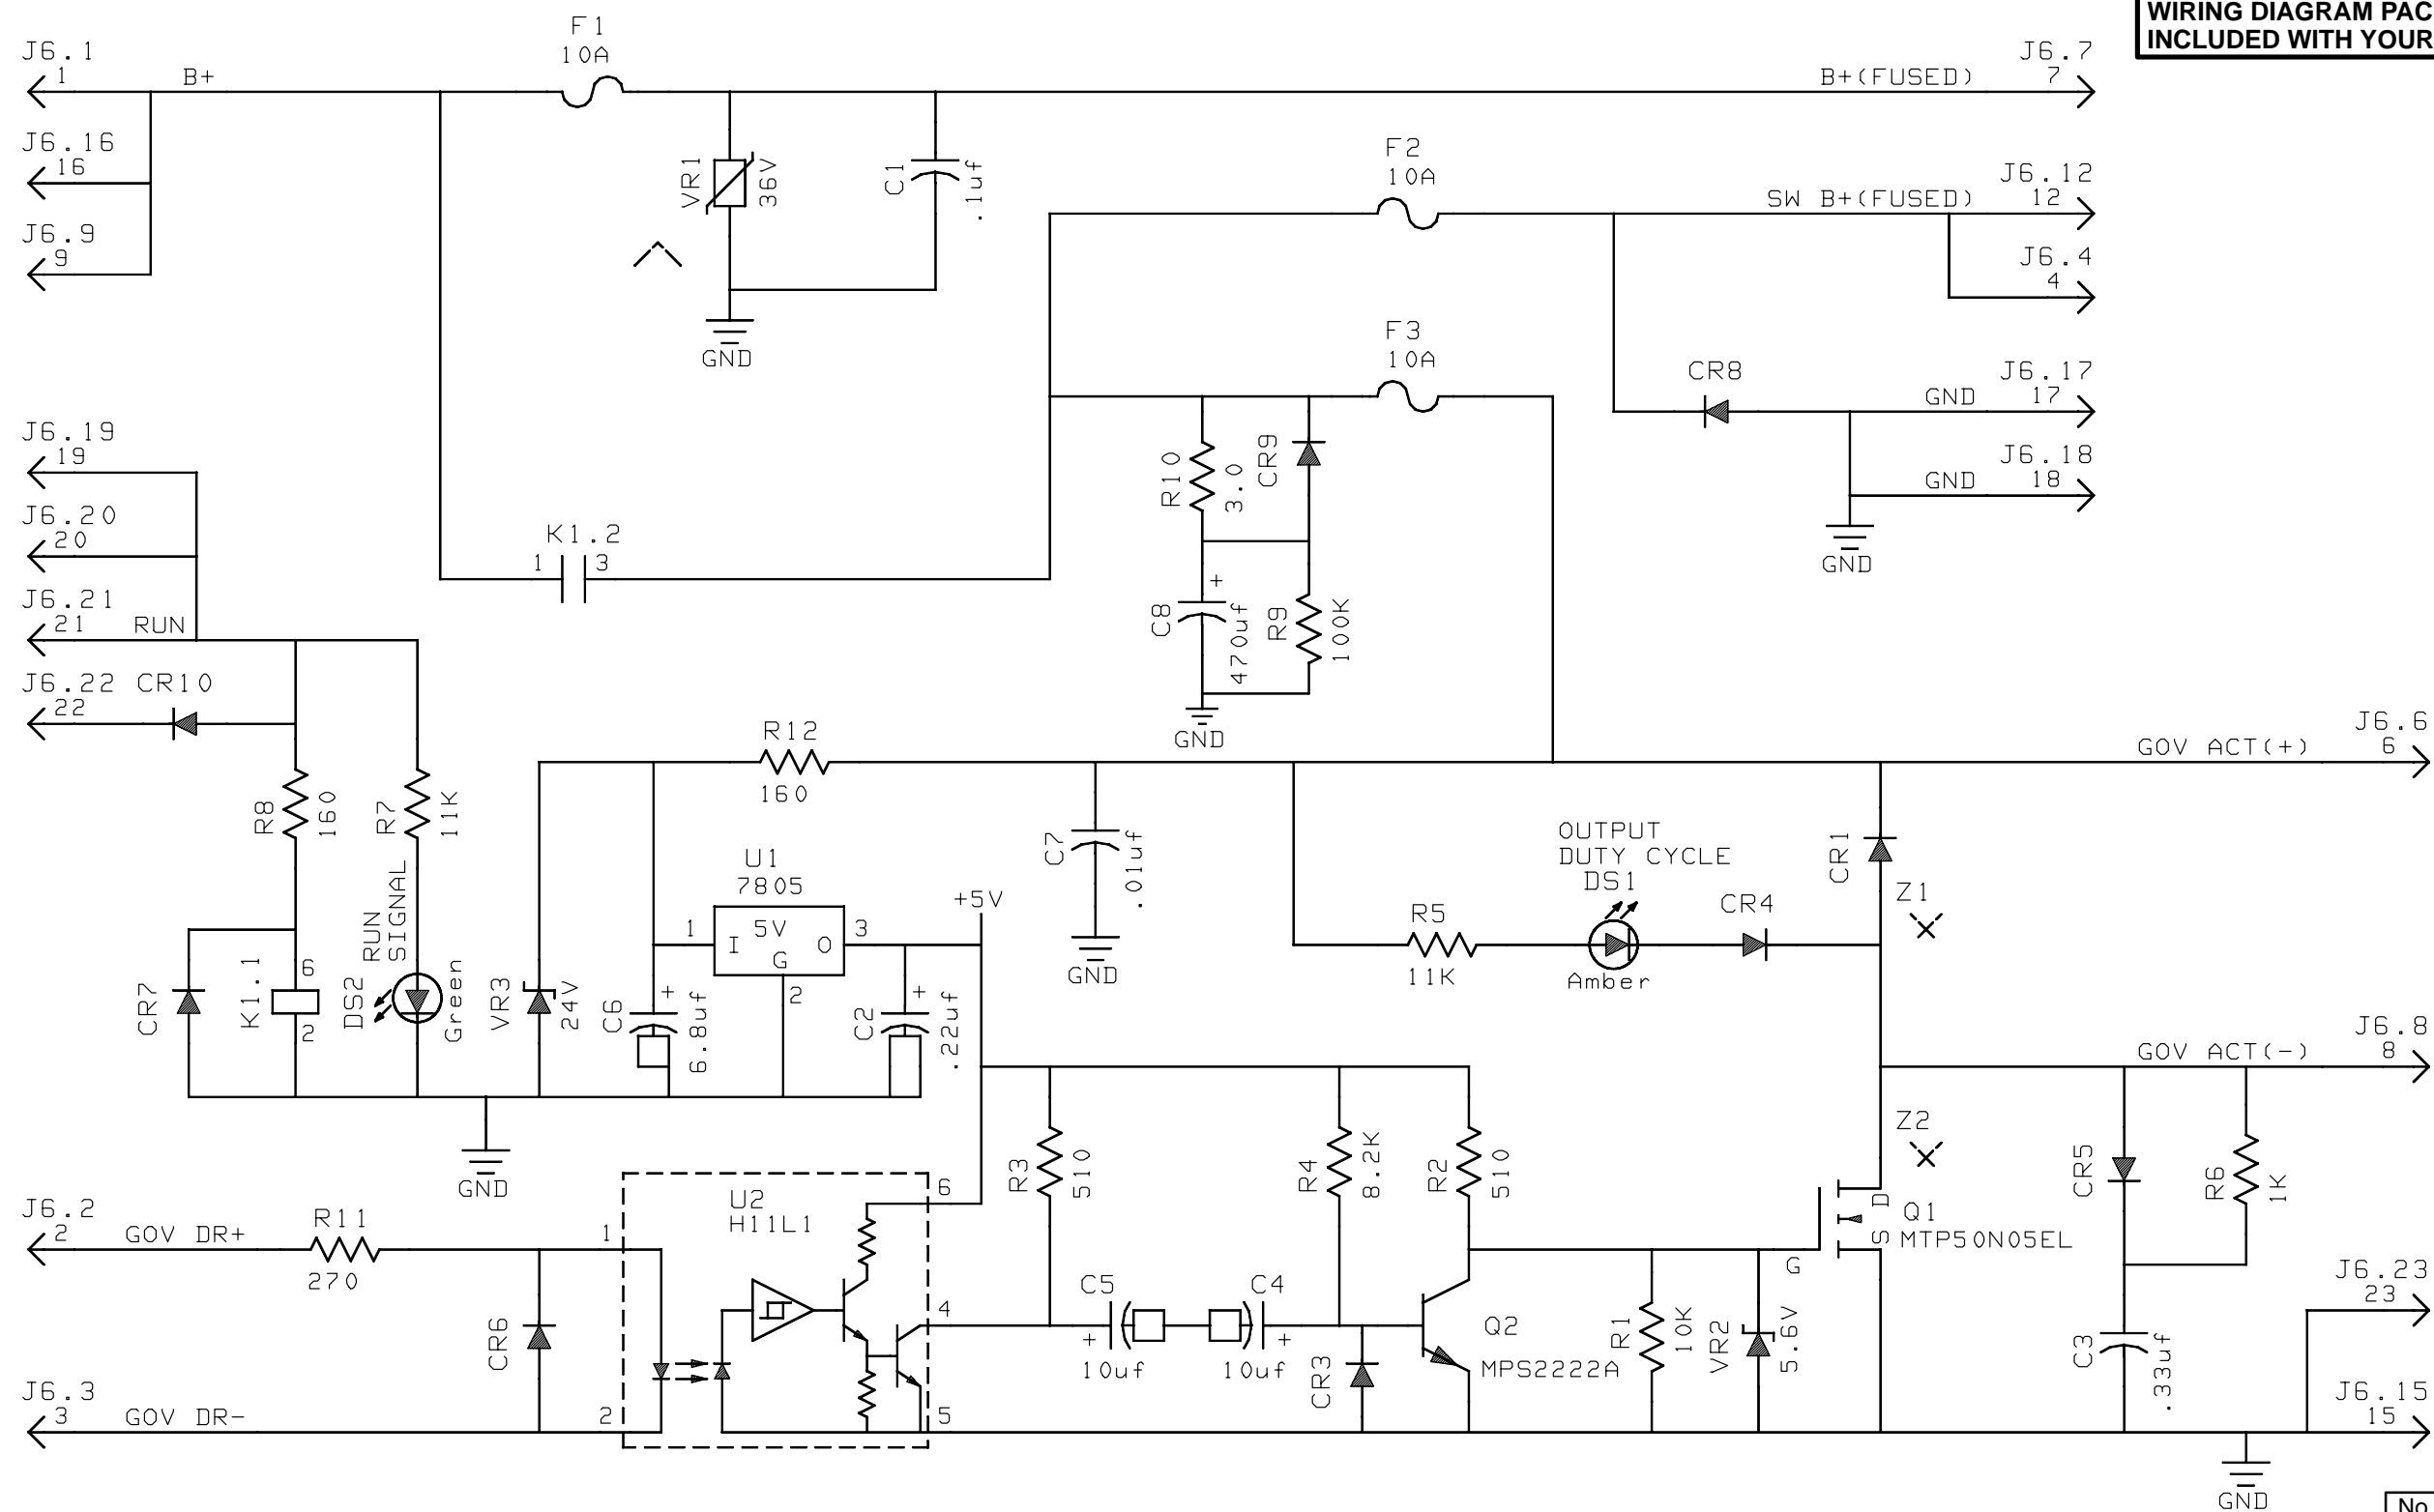 WIRING DIAGRAM PAC
INCLUDED WITH YOUR
F1
10A
J6.1
1
B+
J6.7
7
B+(FUSED)
J6.16
16
VR1
36V
C1
.1uf
F2
10A
J6.12
12
SW B+(FUSED)
J6.9
9
J6.4
4
GND
F3
10A
CR8
J6.17
17
GND
J6.19
19
R10
3.0
CR9
J6.18
18
GND
J6.20
20
K1.2
1
3
GND
J6.21
21
RUN
C8
+
470uf
R9
100K
J6.22
22
CR10
GND
R12
160
J6.6
6
GOV ACT(+)
R8
160
R7
11K
U1
7805
C7
.01uf
OUTPUT
DUTY CYCLE
DS1
CR1
Z1
RUN
SIGNAL
+5V
1
I
5V
G
O
3
2
R5
11K
Amber
CR4
GND
CR7
K1.1
6
2
DS2
Green
VR3
24V
C6
+
6.8uf
C2
+
.22uf
J6.8
8
GOV ACT(-)
GND
R3
510
R4
8.2K
R2
510
Z2
CR5
R6
1K
J6.2
2
GOV DR+
R11
270
1
U2
H11L1
6
D
S
G
Q1
MTP50N05EL
CR6
4
C5
+
10uf
C4
+
10uf
CR3
Q2
MPS2222A
R1
10K
VR2
5.6V
C3
.33uf
J6.23
23
J6.3
3
GOV DR-
2
5
J6.15
15
GND
No